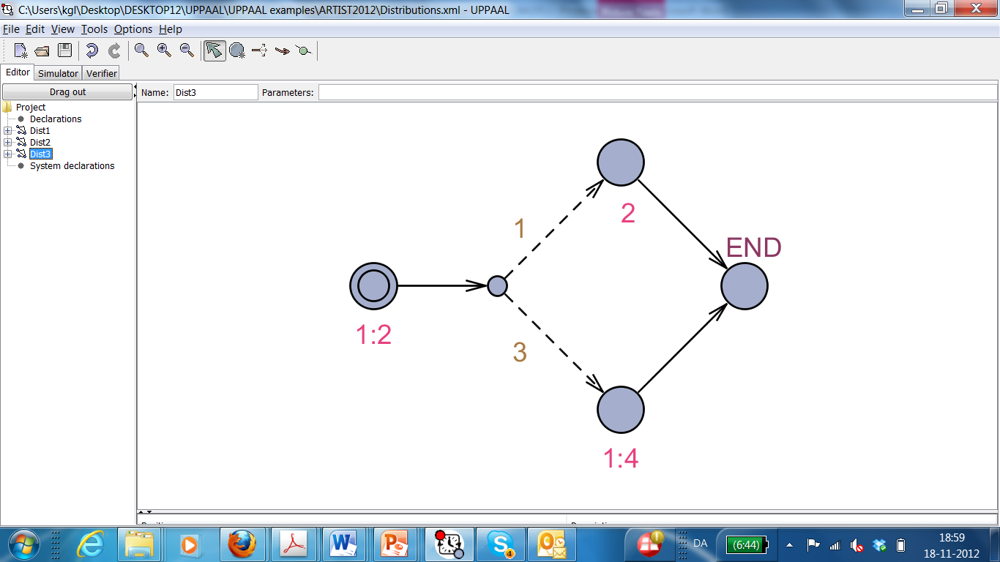 C:\Users\kgl\Desktop\DESKTOP12\UPPAAL\UPPAAL examples\ARTIST2012\Distributions.xml - UPPAAL
File Edit View Tools Options Help
Editor Simulator Verifier
Drag out
Name: Dist3 Parameters:
Project
Declarations
Dist1
Dist2
Dist3
System declarations
2
1
END
1:2
3
1:4
DA
(6:44)
4
18:59
18-11-2012